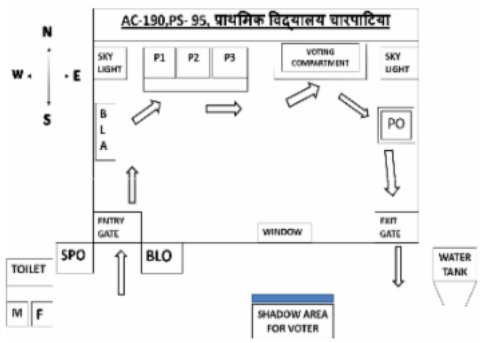 AC-190,PS- 95, प्राथमिक विद्यालय चारपाटिया
N
W
E
S
SKY
LIGHT
P1
P2
P3
VOTING
COMPARTMENT
SKY
LIGHT
B
L
A
PO
ENTRY
GATE
WINDOW
EXIT
GATE
SPO
BLO
TOILET
M
F
WATER
TANK
SHADOW AREA
FOR VOTER